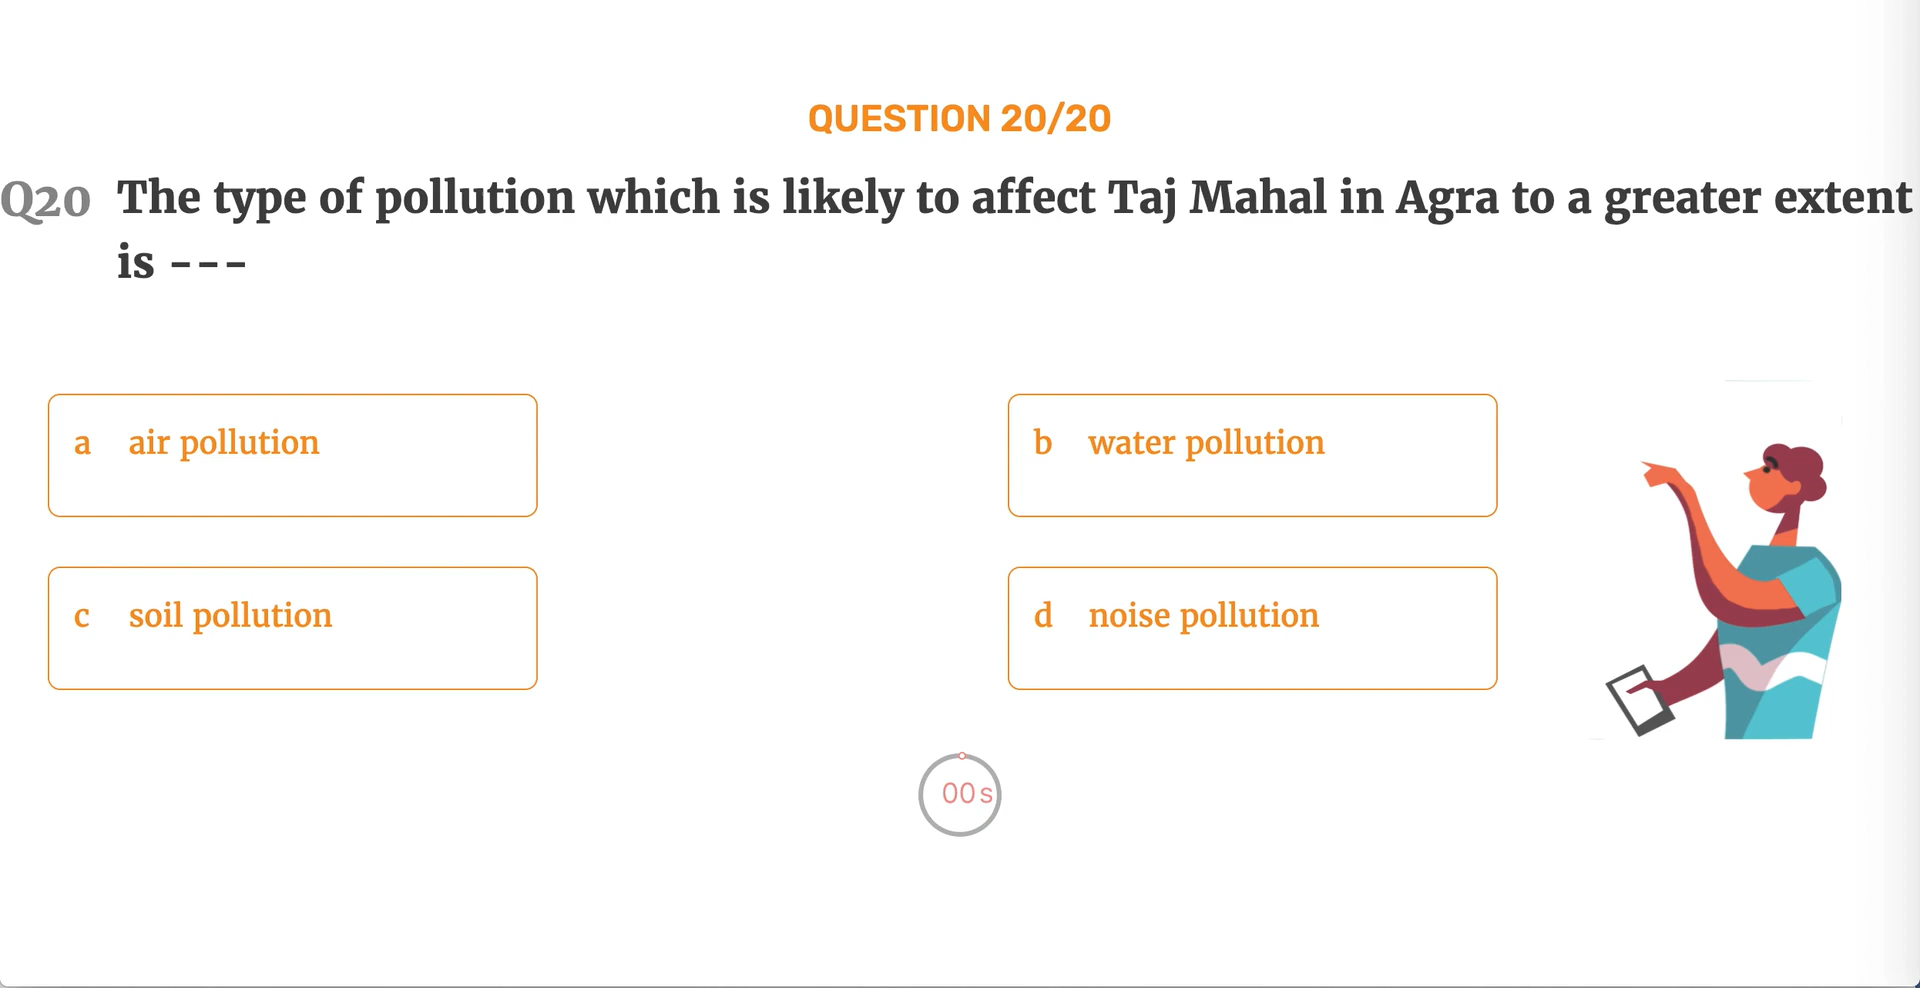 QUESTION 20/20
Q20 The type of pollution which is likely to affect Taj Mahal in Agra to a greater extent
is ---
a air pollution
b water pollution
c soil pollution
d noise pollution
00 s